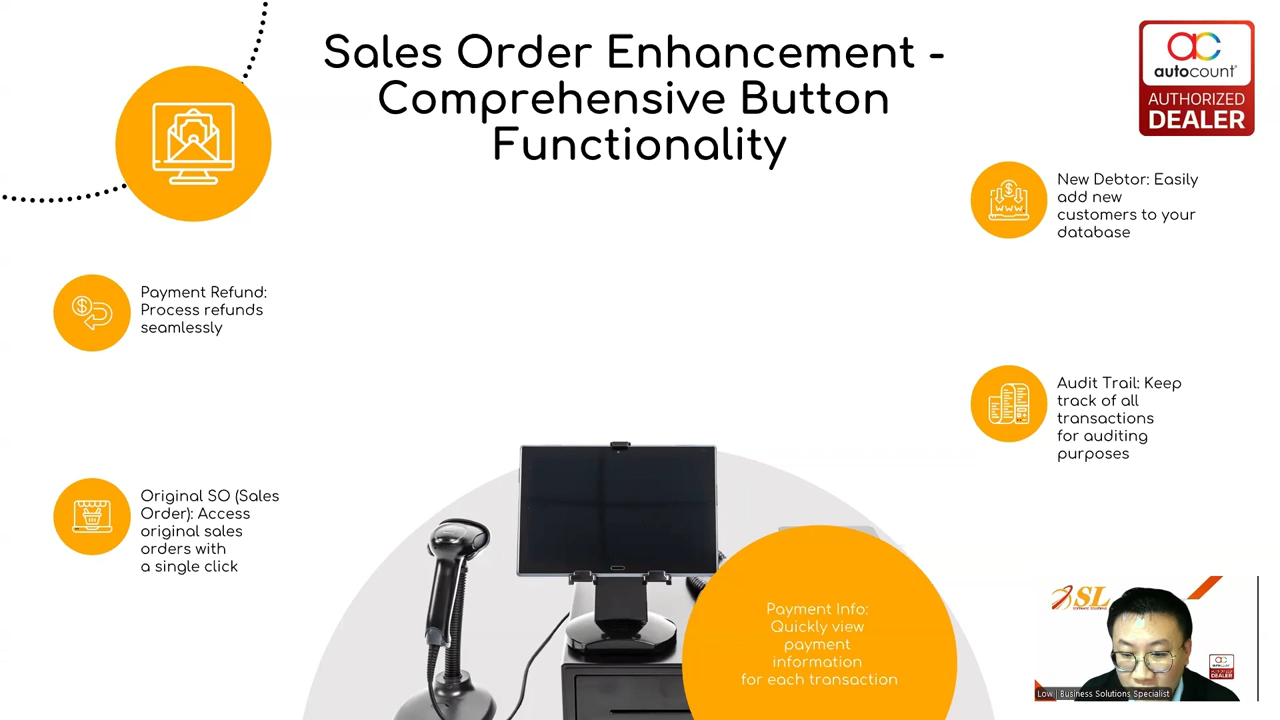 Sales Order Enhancement -
Comprehensive Button
Functionality
autocount
AUTHORIZED
DEALER
New Debtor: Easily
add new
customers to your
database
Payment Refund:
Process refunds
seamlessly
Audit Trail: Keep
track of all
transactions
for auditing
purposes
Original SO (Sales
Order): Access
original sales
orders with
a single click
Payment Info:
Quickly view
payment
information
for each transaction
SL
Low | Business Solutions Specialist
DEALER